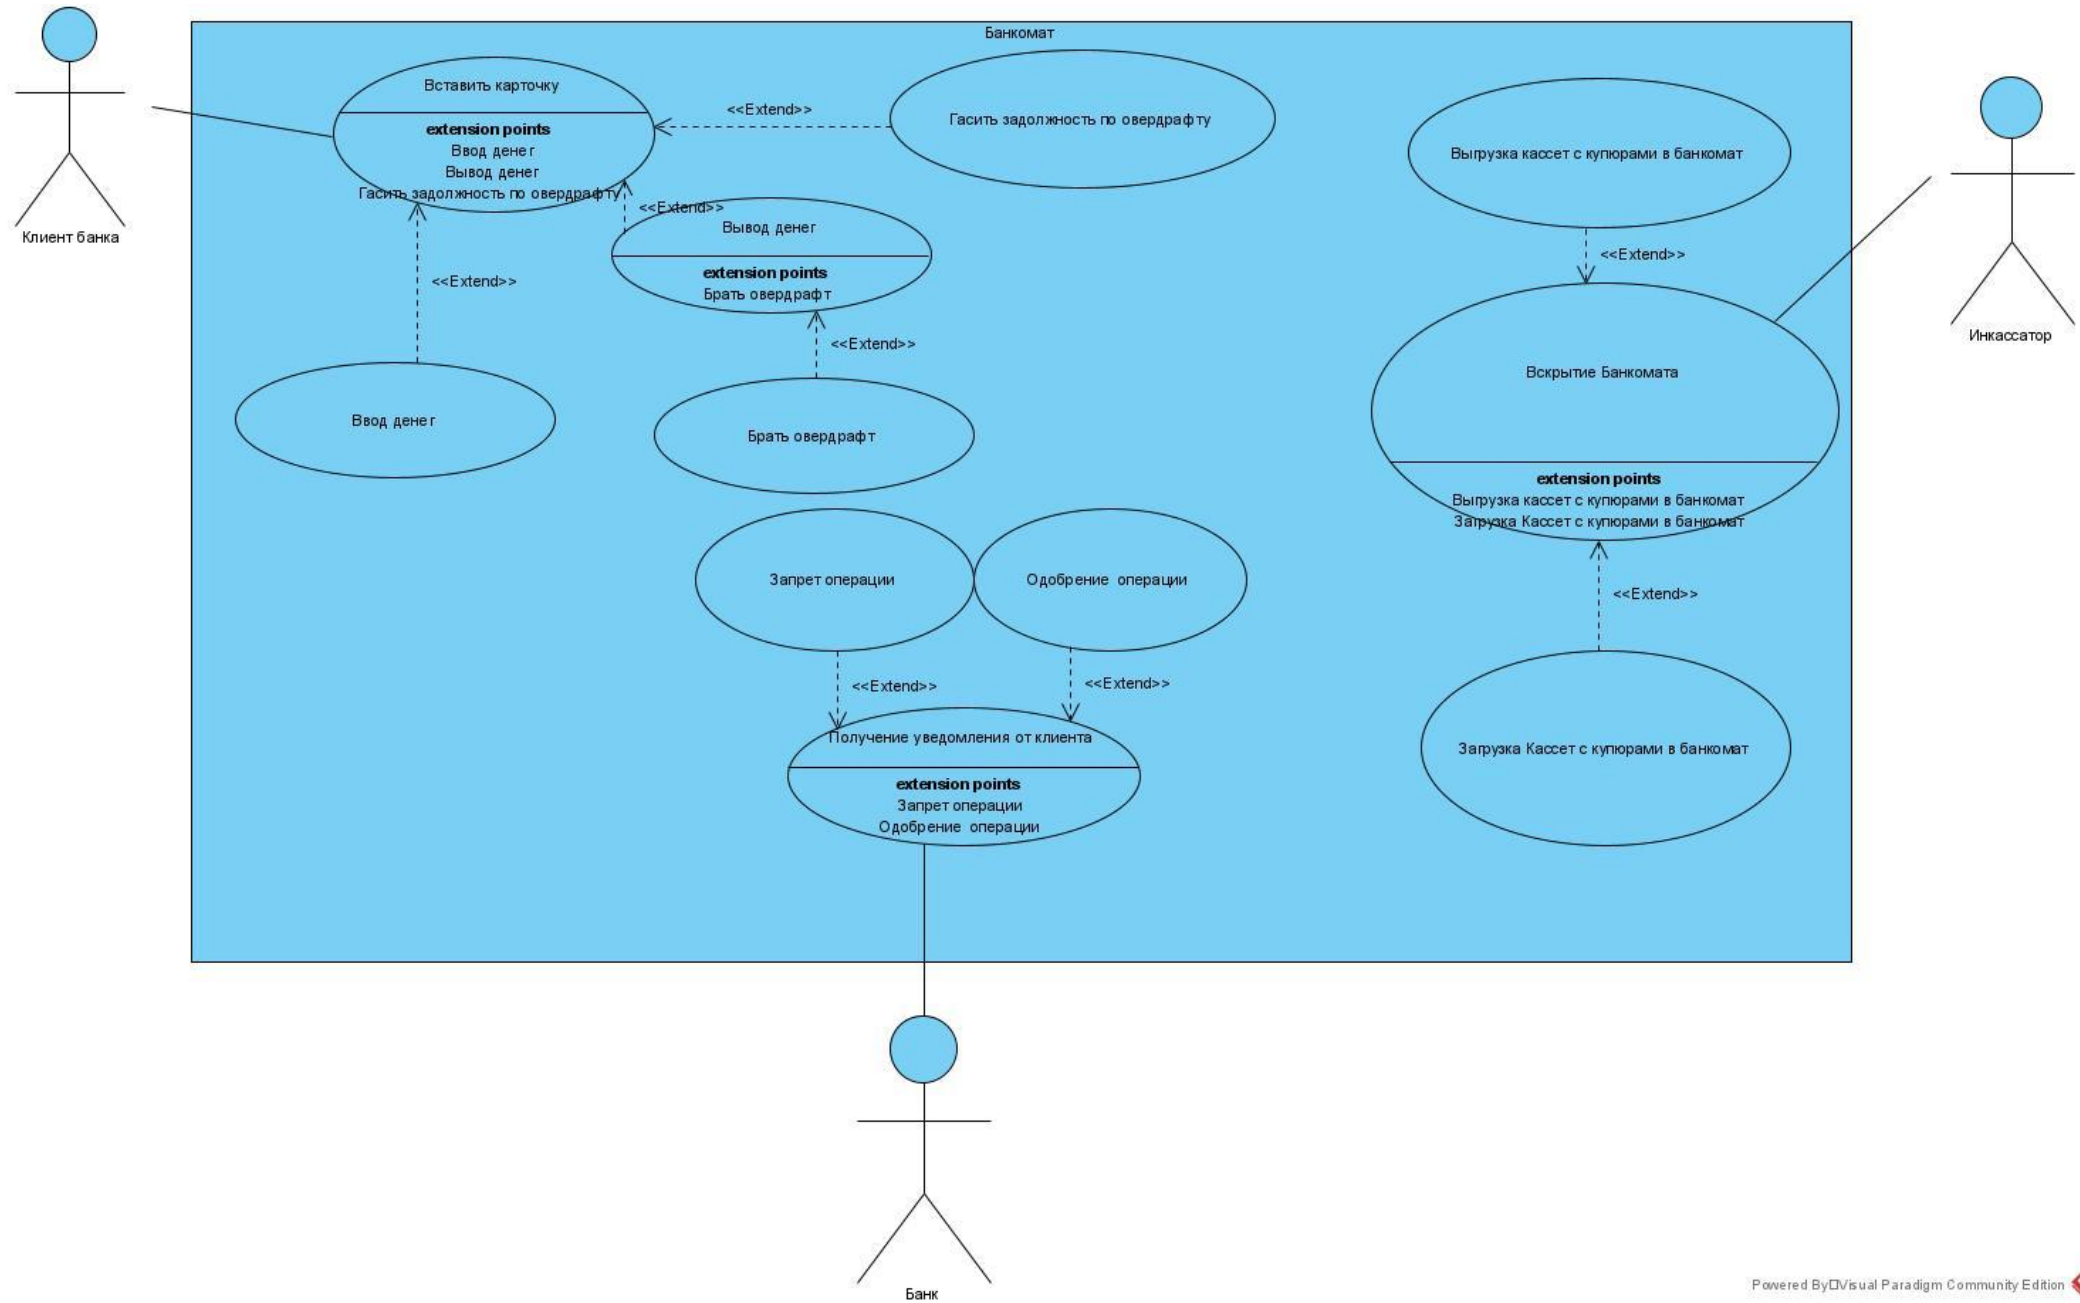 Банкомат
Вставить карточку
extension points
Ввод денег
Вывод денег
Гасить задолжность по овердрафту
<<Extend>>
Гасить задолжность по овердрафту
Выгрузка кассет с купюрами в банкомат
Клиент банка
<<Extend>>
Вывод денег
extension points
Брать овердрафт
<<Extend>>
<<Extend>>
Инкассатор
<<Extend>>
Вскрытие Банкомата
extension points
Выгрузка кассет с купюрами в банкомат
Загрузка Кассет с купюрами в банкомат
Ввод денег
Брать овердрафт
Запрет операции
Одобрение операции
<<Extend>>
<<Extend>>
<<Extend>>
Получение уведомления от клиента
extension points
Запрет операции
Одобрение операции
Загрузка Кассет с купюрами в банкомат
Банк
Powered By Visual Paradigm Community Edition